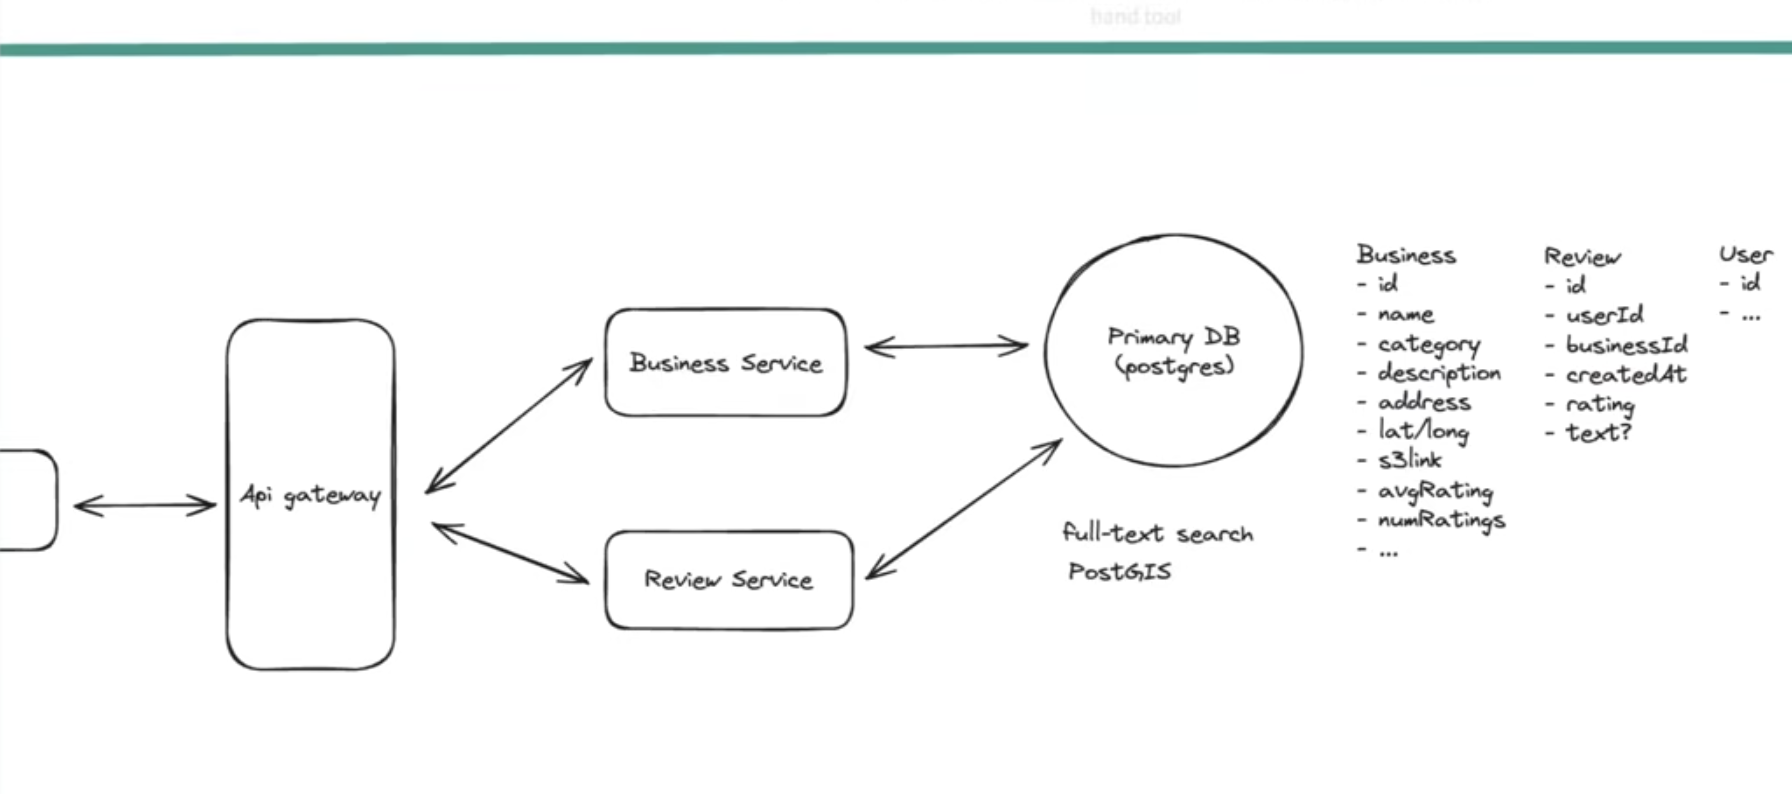 hand tool
Api gateway
Business Service
Review Service
Primary DB
(postgres)
full-text search
PostGIS
Business
- id
- name
- category
- description
- address
- lat/long
- s3link
- avgRating
- numRatings
- ...
Review
- id
- userId
- businessId
- createdAt
- rating
- text?
User
- id
- ...